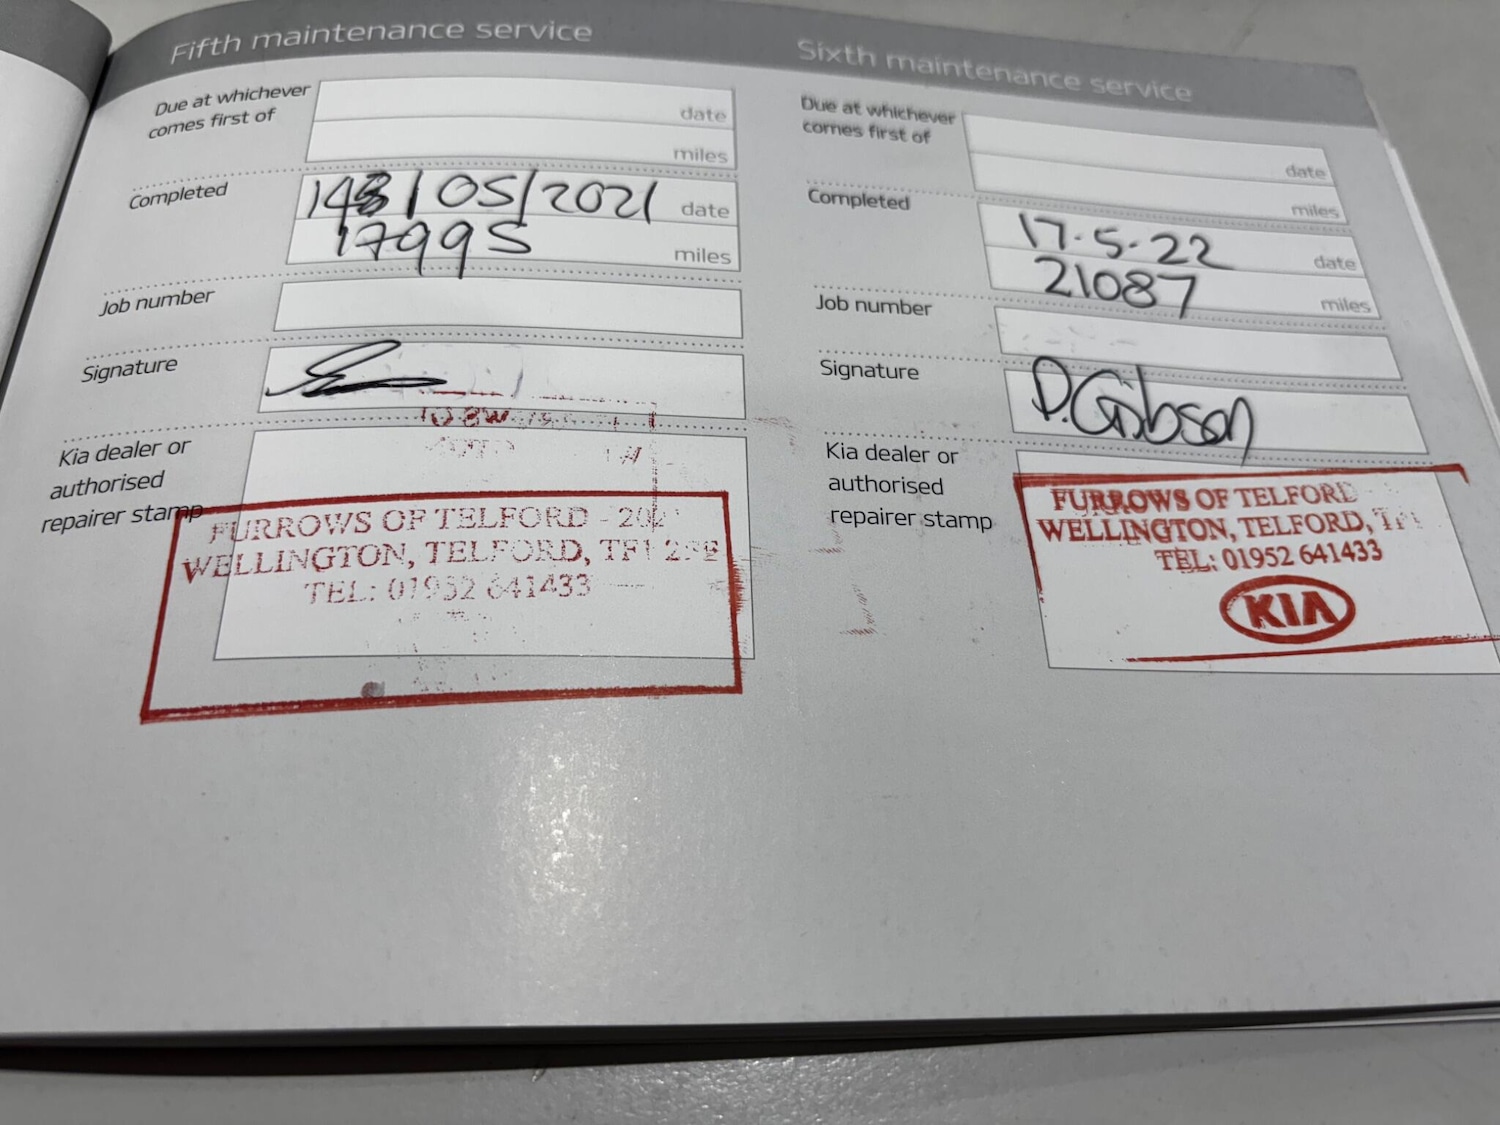 Fifth maintenance service
Due at whichever
comes first of
date
miles
Completed
/05/2021
date
17995
miles
Job number
Signature
Kia dealer or
authorised
repairer stamp
FURROWS OF TELFORD
WELLINGTON, TELFORD, TF1
TEL: 01952 641433
Sixth maintenance service
Due at whichever
comes first of
date
miles
Completed
17.5.22
date
21087
miles
Job number
Signature
D.Gibson
Kia dealer or
authorised
repairer stamp
FURROWS OF TELFORD
WELLINGTON, TELFORD,
TEL: 01952 641433
KIA